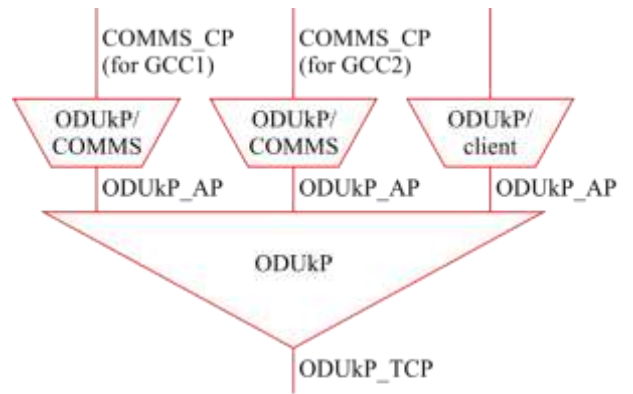 COMMS_CP
(for GCC1)
COMMS_CP
(for GCC2)
ODUkP/
COMMS
ODUkP/
COMMS
ODUkP/
client
ODUkP_AP
ODUkP_AP
ODUkP_AP
ODUkP
ODUkP_TCP